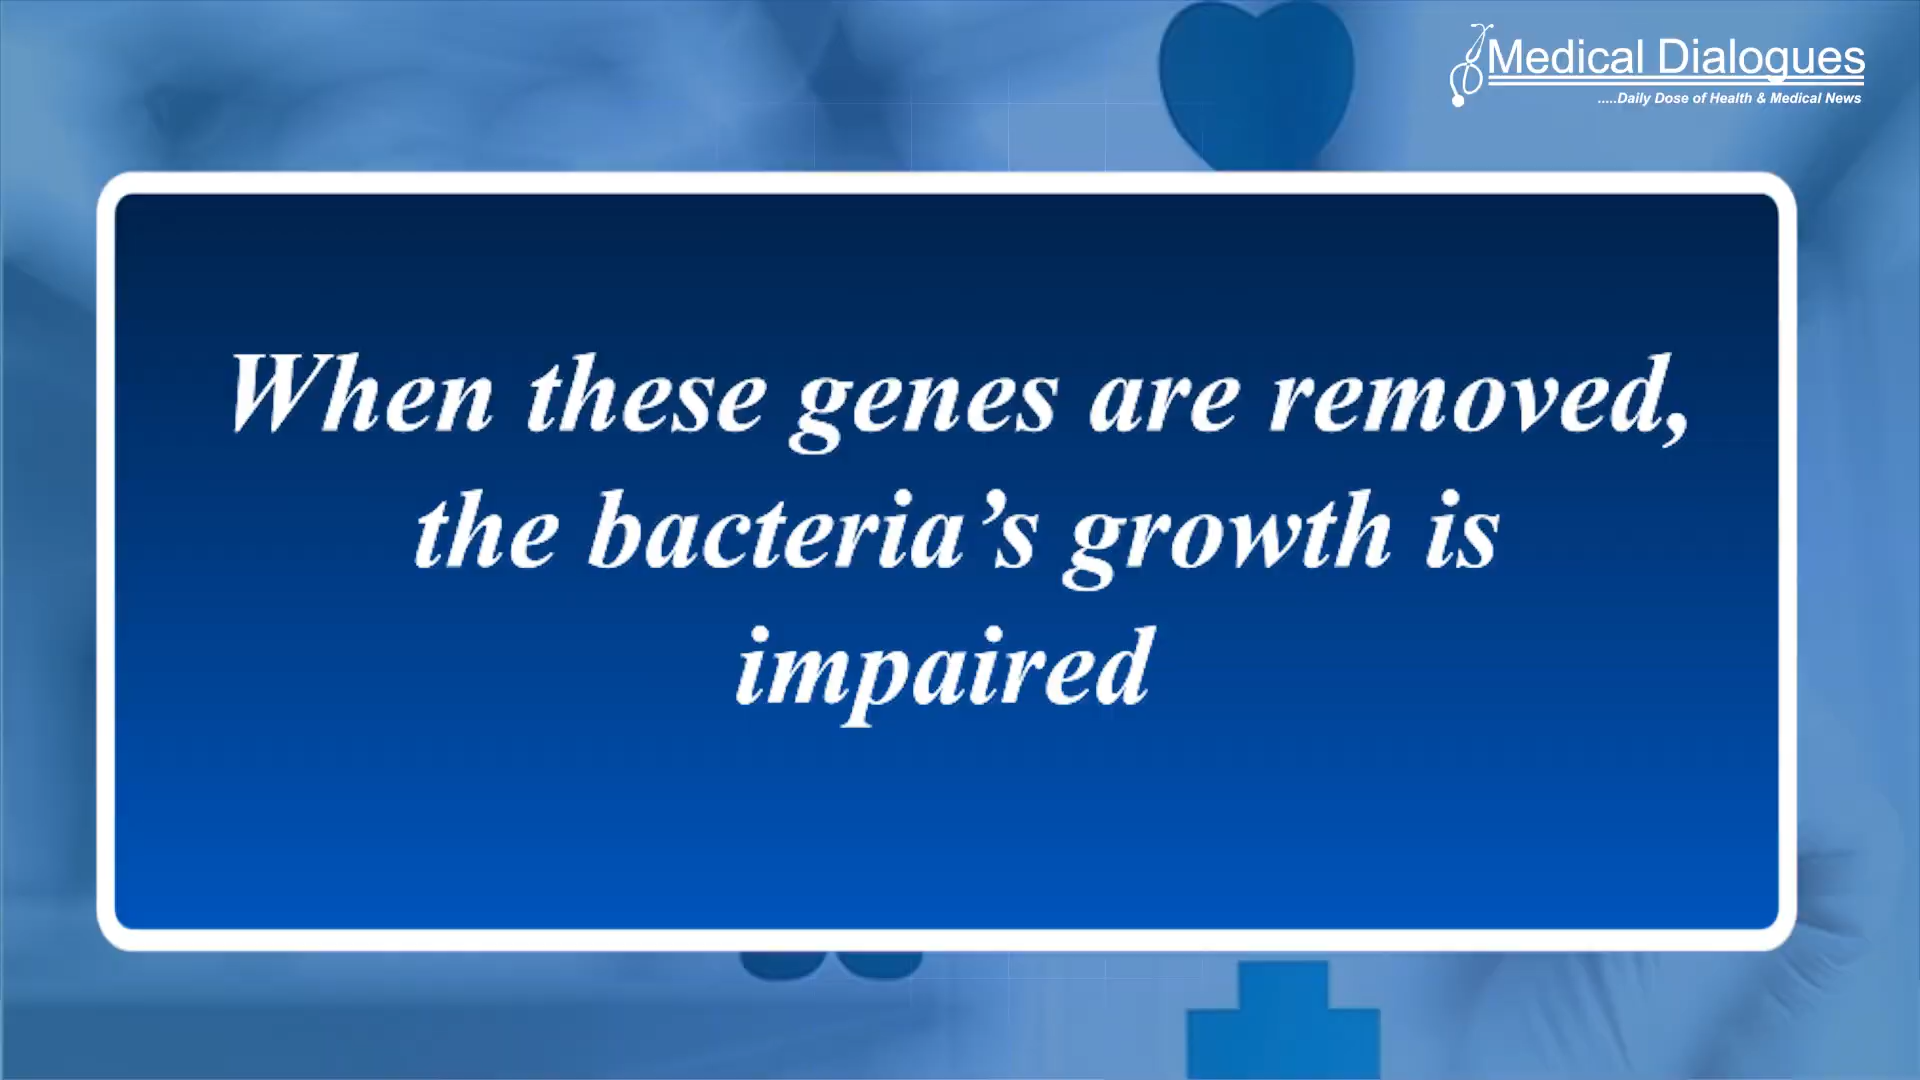 Medical Dialogues
.....Daily Dose of Health & Medical News
When these genes are removed,
the bacteria’s growth is
impaired